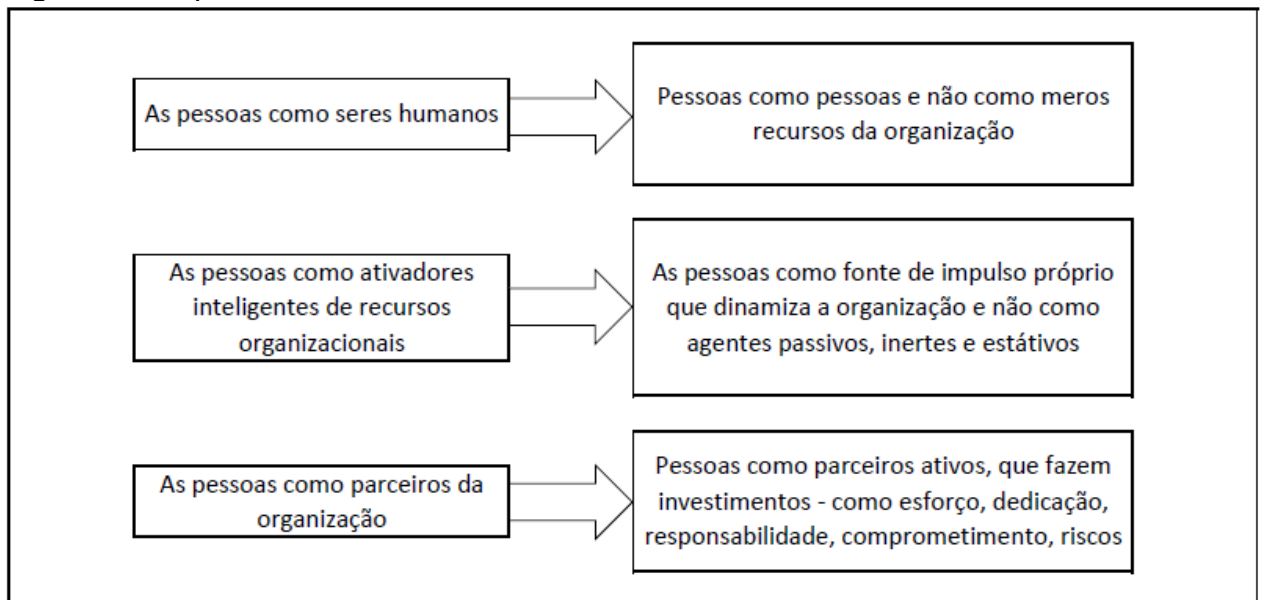 As pessoas como seres humanos
Pessoas como pessoas e não como meros
recursos da organização
As pessoas como ativadores
inteligentes de recursos
organizacionais
As pessoas como fonte de impulso próprio
que dinamiza a organização e não como
agentes passivos, inertes e estátivos
As pessoas como parceiros da
organização
Pessoas como parceiros ativos, que fazem
investimentos - como esforço, dedicação,
responsabilidade, comprometimento, riscos